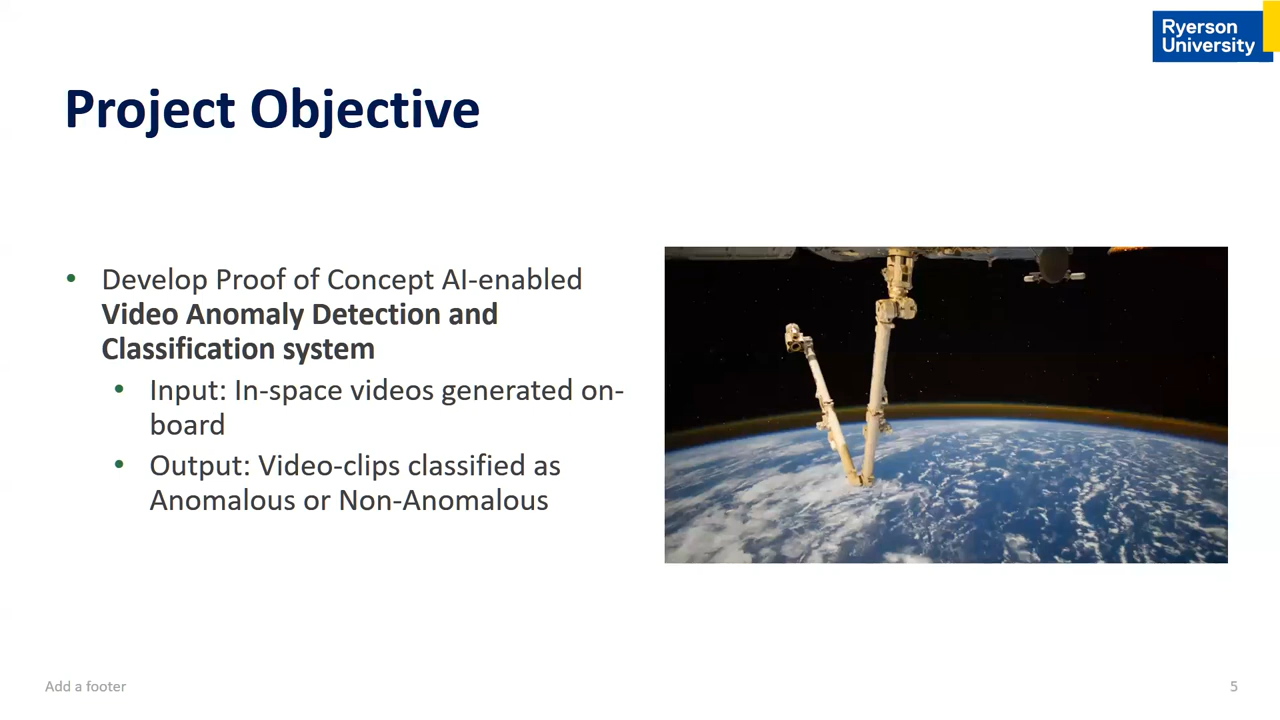 Ryerson
University
Project Objective
• Develop Proof of Concept AI-enabled
Video Anomaly Detection and
Classification system
• Input: In-space videos generated on-
board
• Output: Video-clips classified as
Anomalous or Non-Anomalous
Add a footer
5